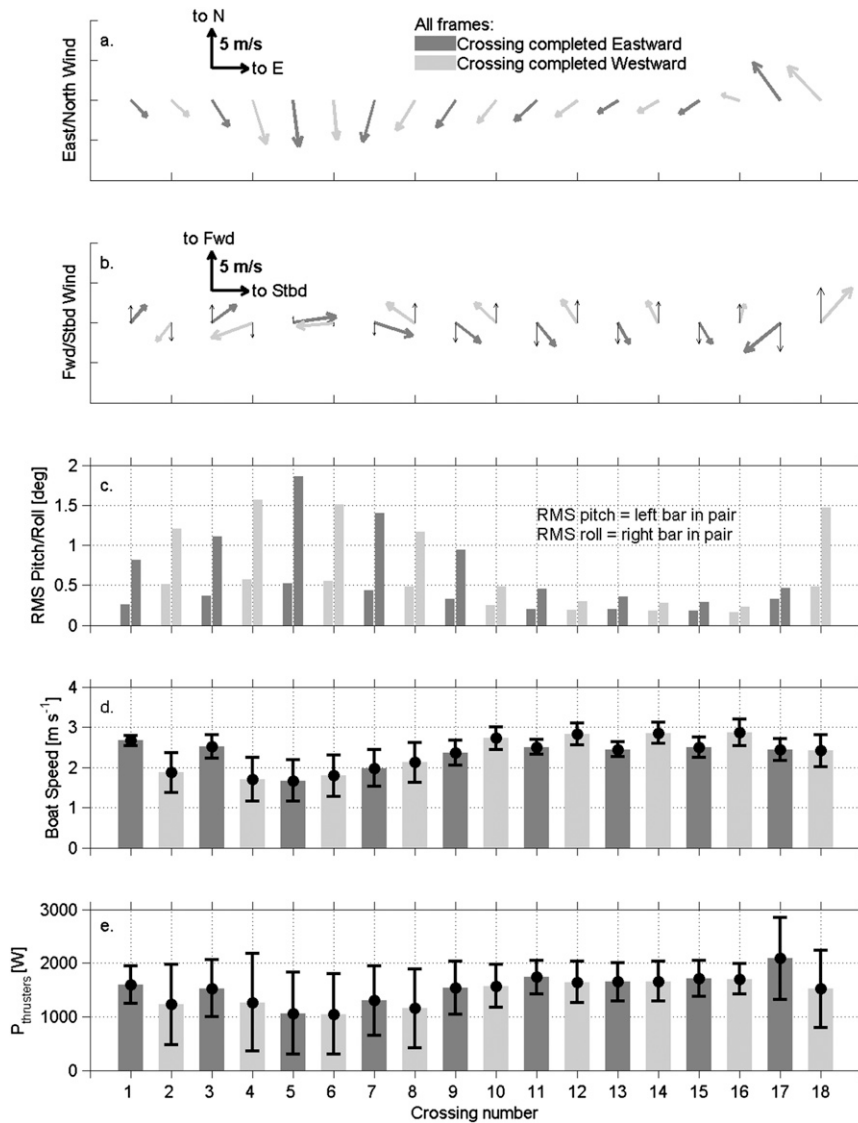 to N
a.
5 m/s
to E
All frames:
Crossing completed Eastward
Crossing completed Westward
East/North Wind
to Fwd
b.
5 m/s
to Stbd
Fwd/Stbd Wind
2
1.5
1
0.5
0
c.
RMS pitch = left bar in pair
RMS roll = right bar in pair
RMS Pitch/Roll [deg]
4
3
2
1
0
d.
Boat Speed [m s⁻¹]
3000
2000
1000
0
e.
P_thrusters [W]
1 2 3 4 5 6 7 8 9 10 11 12 13 14 15 16 17 18
Crossing number